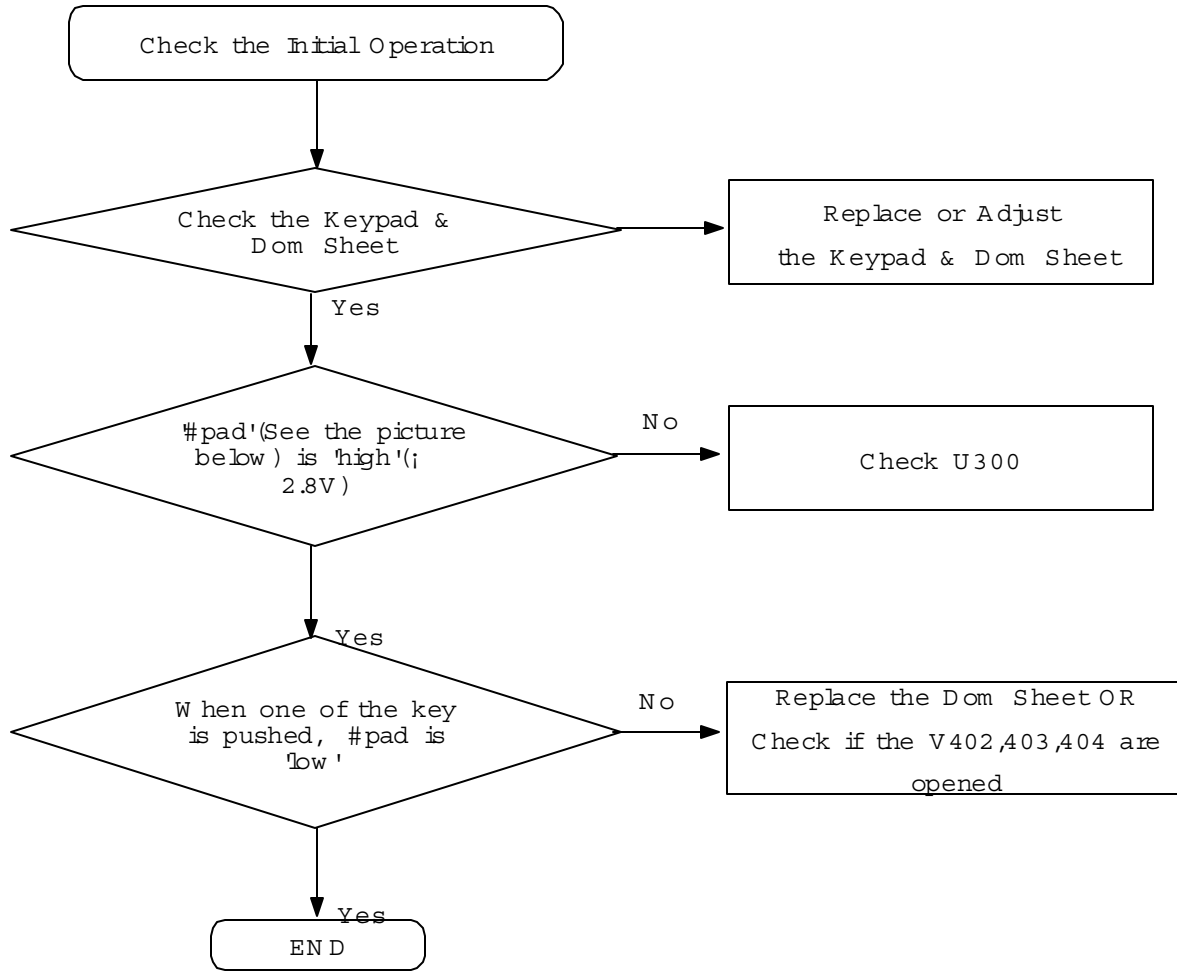 Check the Initial Operation
Check the Keypad &
Dom Sheet
Replace or Adjust
the Keypad & Dom Sheet
Yes
'#pad'(See the picture
below) is 'high'(¡
2.8V)
No
Check U300
Yes
When one of the key
is pushed, #pad is
'low'
No
Replace the Dom Sheet OR
Check if the V402,403,404 are
opened
Yes
END